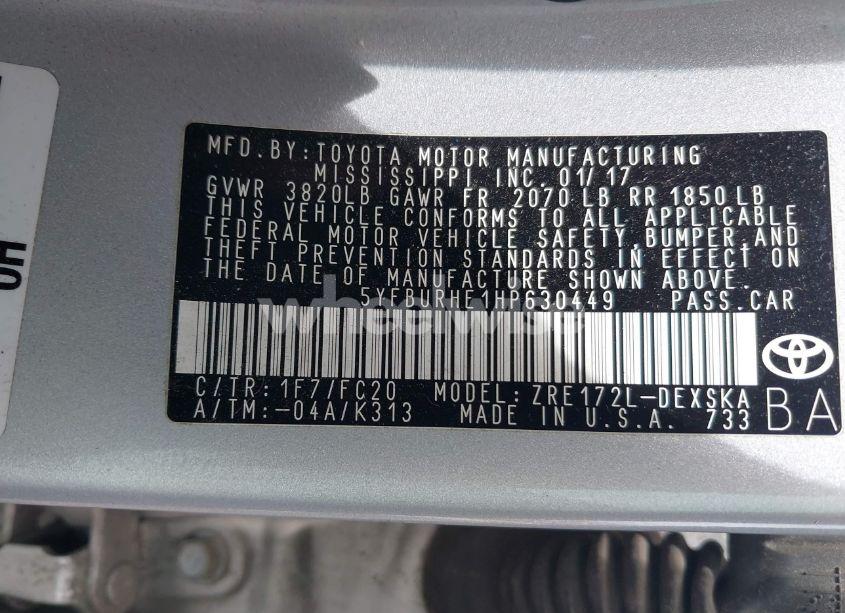 MFD.BY:TOYOTA MOTOR MANUFACTURING
MISSISSIPPI, INC. 01/17
GVWR 3820LB GAWR FR 2070 LB RR 1850 LB
THIS VEHICLE CONFORMS TO ALL APPLICABLE
FEDERAL MOTOR VEHICLE SAFETY,BUMPER,AND
THEFT PREVENTION STANDARDS IN EFFECT ON
THE DATE OF MANUFACTURE SHOWN ABOVE.
5YFBURHE1HP630449 PASS.CAR
wheelwise
C/TR: 1F7/FC20 MODEL: ZRE172L-DEXSKA
A/TM:-04A/K313 MADE IN U.S.A. 733
BA